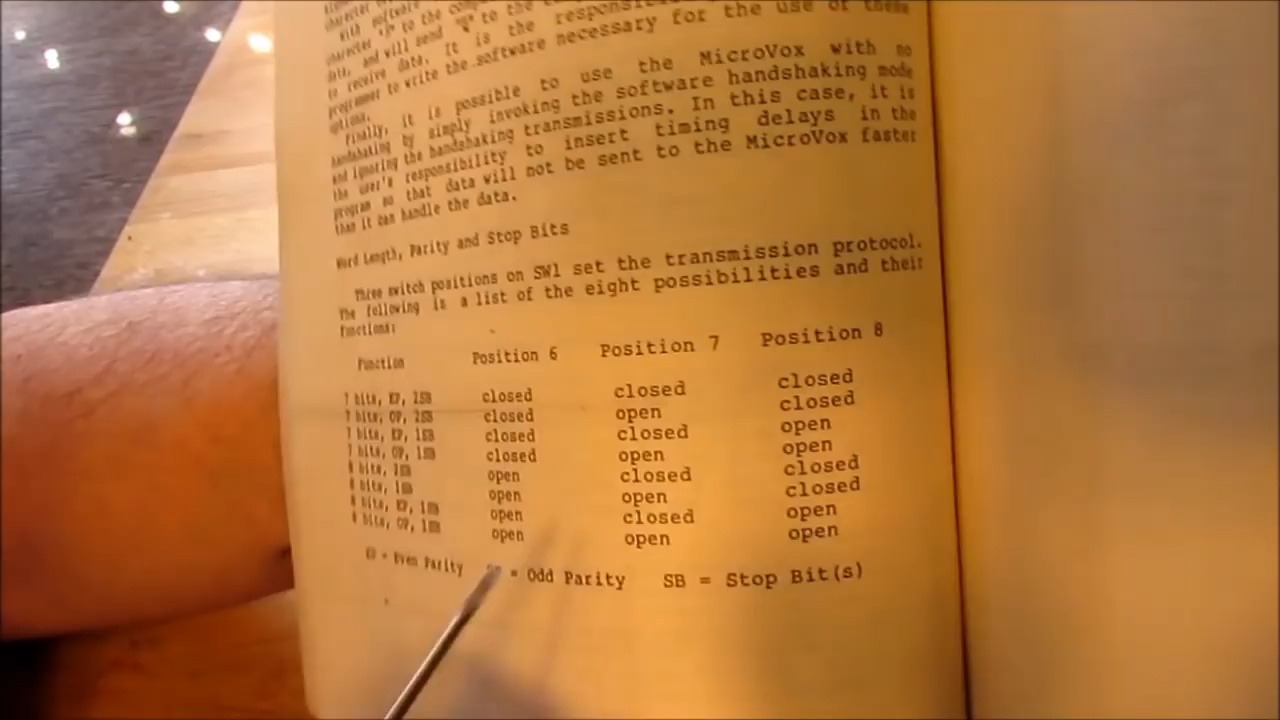 with software
character "S" to the
data, and will send "Q" to the
to receive data. It is the
programmer to write the software necessary for the use of these
options.
Finally, it is possible to use the MicroVox with no
handshaking by simply invoking the software handshaking mode
and ignoring the handshaking transmissions. In this case, it is
the user's responsibility to insert timing delays in the
program so that data will not be sent to the MicroVox faster
than it can handle the data.
Word Length, Parity and Stop Bits
Three switch positions on SW1 set the transmission protocol.
The following is a list of the eight possibilities and their
functions:
Function Position 6 Position 7 Position 8
7 bits, EP, 2SB closed closed closed
7 bits, OP, 2SB closed open closed
7 bits, EP, 1SB closed closed open
7 bits, OP, 1SB closed open open
8 bits, 2SB open closed closed
8 bits, 1SB open open closed
8 bits, EP, 1SB open closed open
8 bits, OP, 1SB open open open
EP = Even Parity = Odd Parity SB = Stop Bit(s)